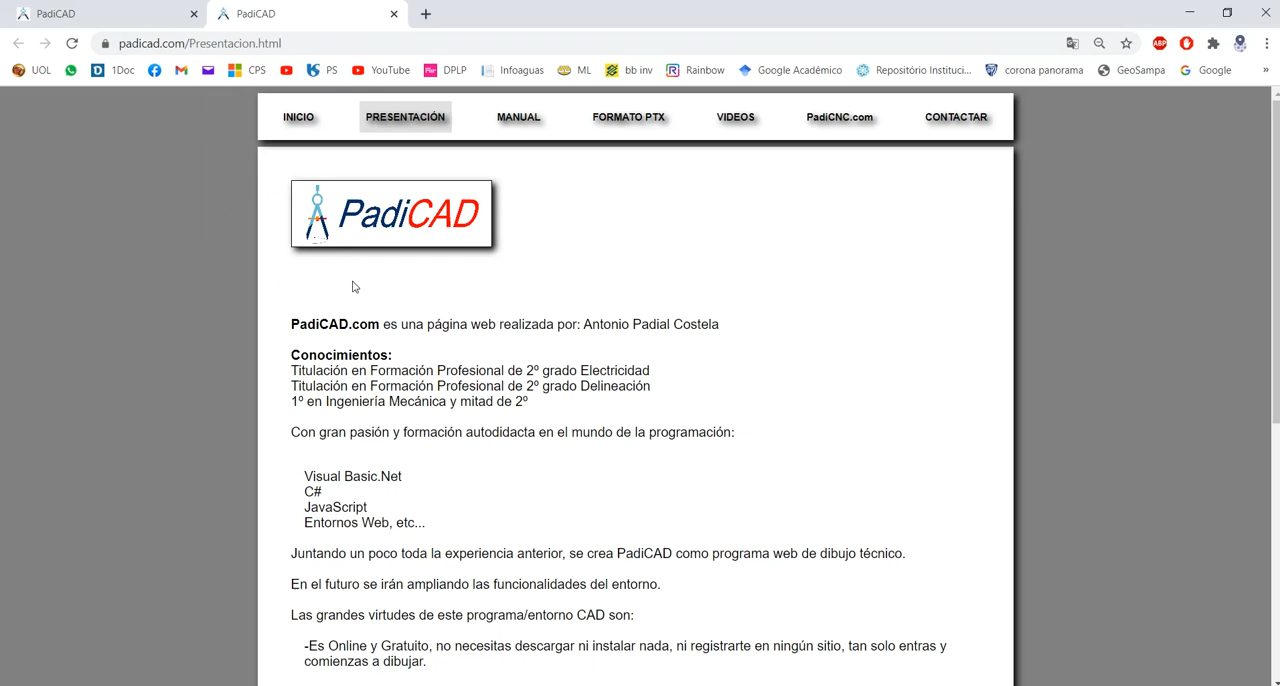 PadiCAD
PadiCAD
padicad.com/Presentacion.html
ABP
UOL 1Doc CPS PS YouTube DPLP Infoaguas ML bb inv Rainbow Google Acadêmico Repositório Instituci... corona panorama GeoSampa Google »
INICIO PRESENTACIÓN MANUAL FORMATO PTX VIDEOS PadiCNC.com CONTACTAR
PadiCAD
PadiCAD.com es una página web realizada por: Antonio Padial Costela
Conocimientos:
Titulación en Formación Profesional de 2º grado Electricidad
Titulación en Formación Profesional de 2º grado Delineación
1º en Ingeniería Mecánica y mitad de 2º
Con gran pasión y formación autodidacta en el mundo de la programación:
Visual Basic.Net
C#
JavaScript
Entornos Web, etc...
Juntando un poco toda la experiencia anterior, se crea PadiCAD como programa web de dibujo técnico.
En el futuro se irán ampliando las funcionalidades del entorno.
Las grandes virtudes de este programa/entorno CAD son:
-Es Online y Gratuito, no necesitas descargar ni instalar nada, ni registrarte en ningún sitio, tan solo entras y
comienzas a dibujar.